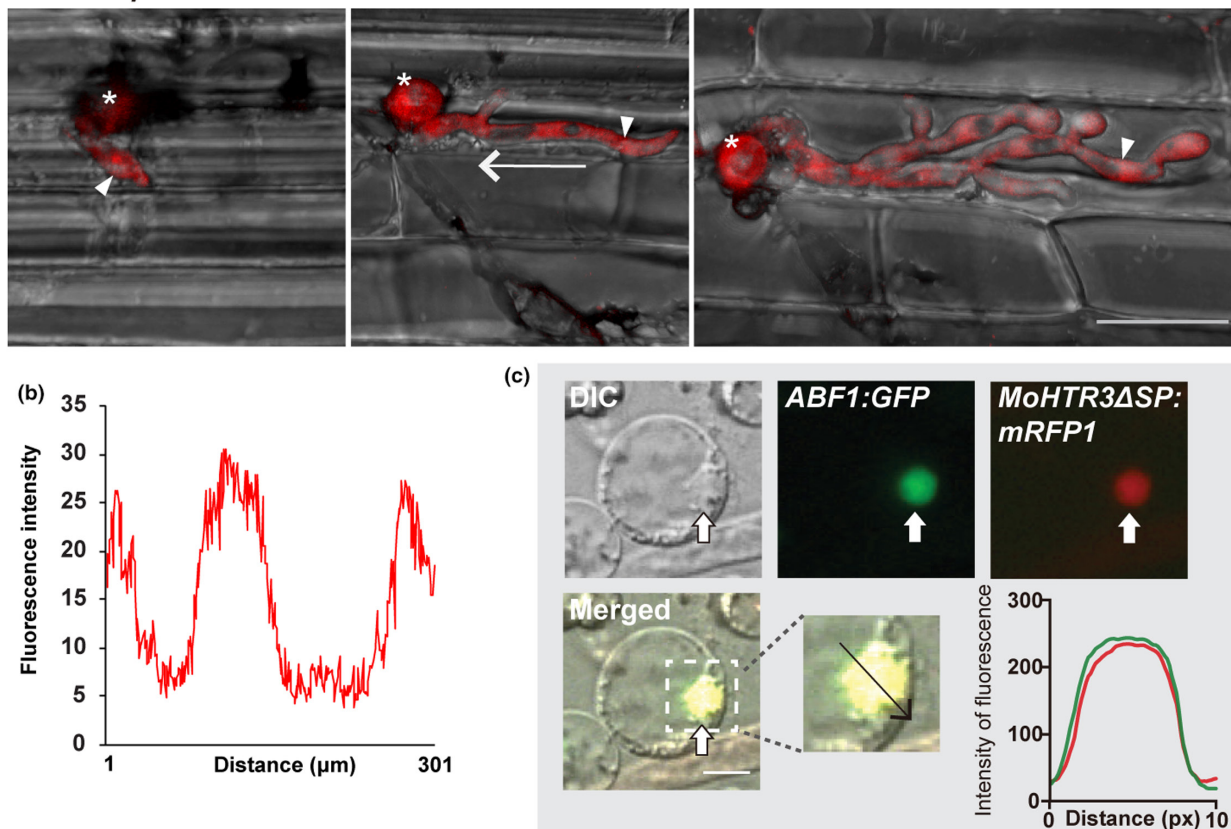 *
*
*
(b)
35
30
25
20
15
10
5
0
Fluorescence intensity
1
Distance (µm)
301
(c)
DIC
ABF1:GFP
MoHTR3ΔSP:
mRFP1
Merged
Intensity of fluorescence
300
200
100
0
0
Distance (px)
10